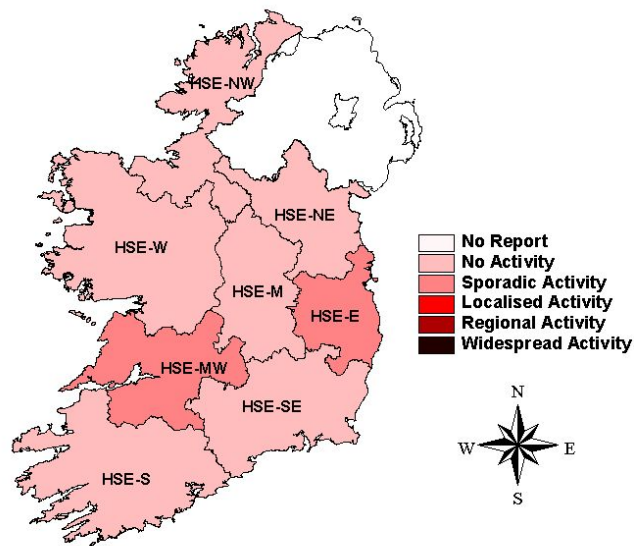 HSE-NW
HSE-NE
HSE-W
HSE-M
HSE-E
HSE-MW
HSE-SE
HSE-S
No Report
No Activity
Sporadic Activity
Localised Activity
Regional Activity
Widespread Activity
N
W E
S